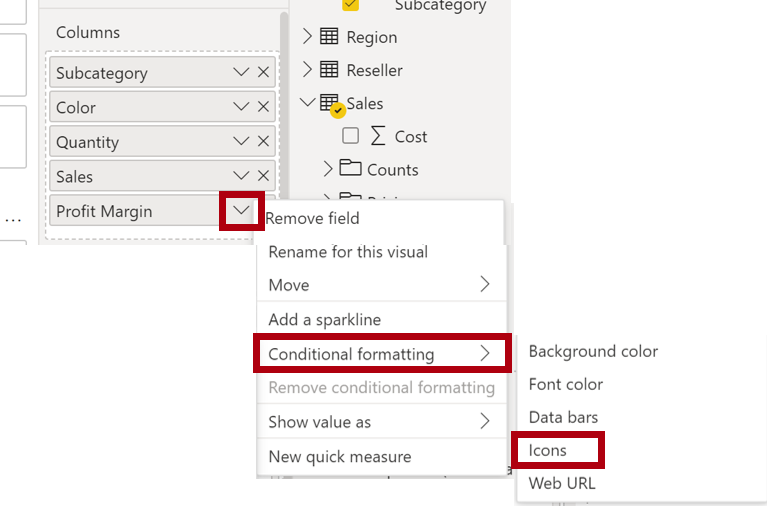 Subcategory
Columns
Region
Subcategory
Reseller
Color
Sales
Quantity
Cost
Sales
Counts
Profit Margin
...
Remove field
Rename for this visual
Move
Add a sparkline
Conditional formatting
Background color
Remove conditional formatting
Font color
Show value as
Data bars
New quick measure
Icons
Web URL